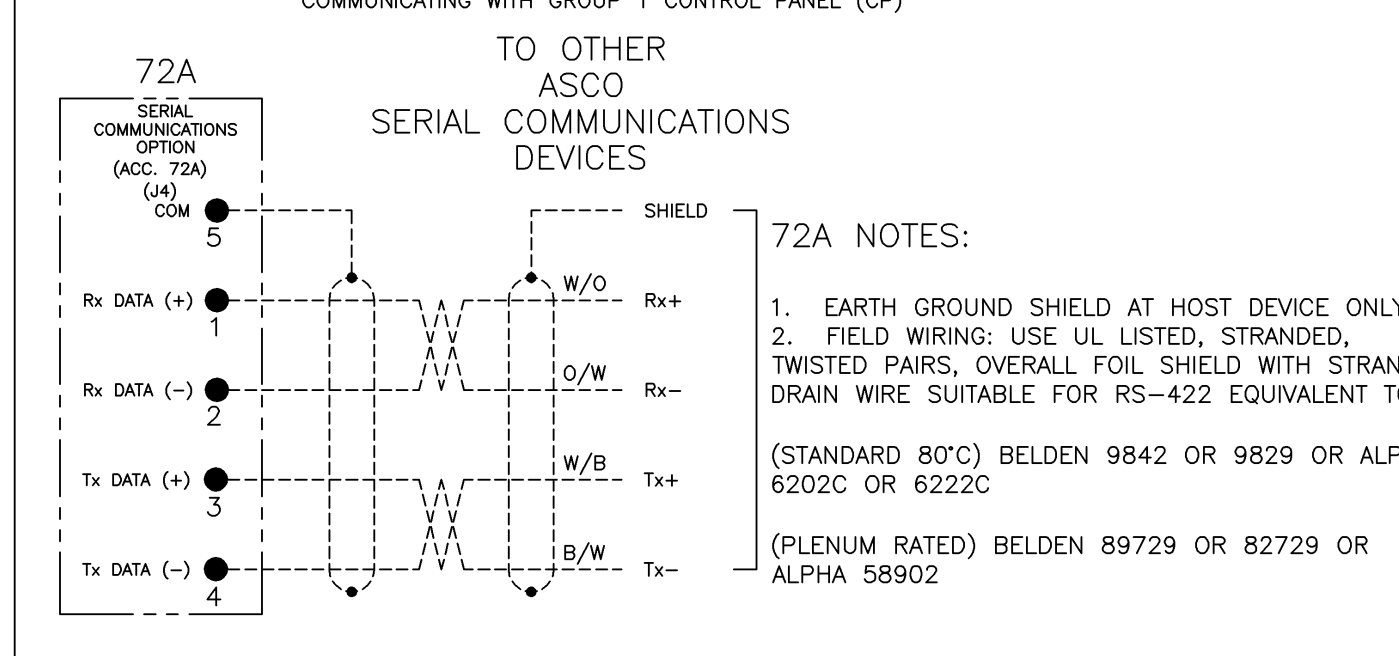 COMMUNICATING WITH GROUP 1 CONTROL PANEL (CP)
TO OTHER
ASCO
SERIAL COMMUNICATIONS
DEVICES
72A
SERIAL
COMMUNICATIONS
OPTION
(ACC. 72A)
(J4)
COM
5
Rx DATA (+)
1
Rx DATA (-)
2
Tx DATA (+)
3
Tx DATA (-)
4
SHIELD
W/O
Rx+
O/W
Rx-
W/B
Tx+
B/W
Tx-
72A NOTES:
1. EARTH GROUND SHIELD AT HOST DEVICE ONLY
2. FIELD WIRING: USE UL LISTED, STRANDED,
TWISTED PAIRS, OVERALL FOIL SHIELD WITH STRAN
DRAIN WIRE SUITABLE FOR RS-422 EQUIVALENT TO
(STANDARD 80°C) BELDEN 9842 OR 9829 OR ALP
6202C OR 6222C
(PLENUM RATED) BELDEN 89729 OR 82729 OR
ALPHA 58902